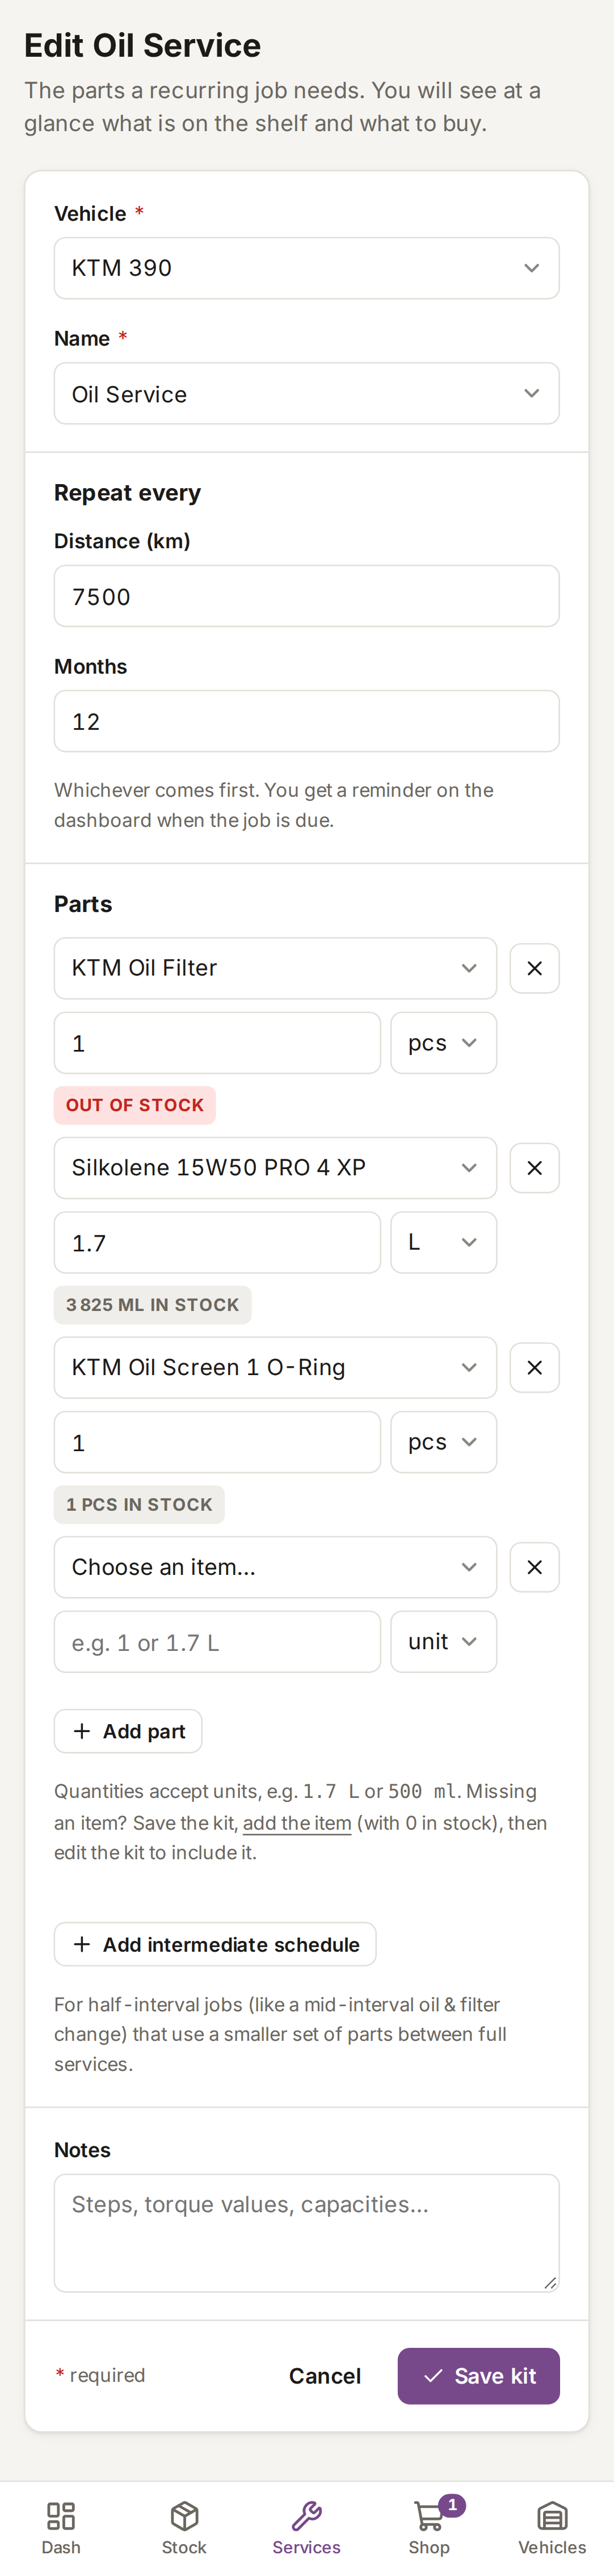 Edit Oil Service
The parts a recurring job needs. You will see at a
glance what is on the shelf and what to buy.
Vehicle *
KTM 390
Name *
Oil Service
Repeat every
Distance (km)
7500
Months
12
Whichever comes first. You get a reminder on the
dashboard when the job is due.
Parts
KTM Oil Filter
1 pcs
OUT OF STOCK
Silkolene 15W50 PRO 4 XP
1.7 L
3 825 ML IN STOCK
KTM Oil Screen 1 O-Ring
1 pcs
1 PCS IN STOCK
Choose an item...
e.g. 1 or 1.7 L unit
Add part
Quantities accept units, e.g. 1.7 L or 500 ml. Missing
an item? Save the kit, add the item (with 0 in stock), then
edit the kit to include it.
Add intermediate schedule
For half-interval jobs (like a mid-interval oil & filter
change) that use a smaller set of parts between full
services.
Notes
Steps, torque values, capacities...
* required Cancel Save kit
1
Dash Stock Services Shop Vehicles